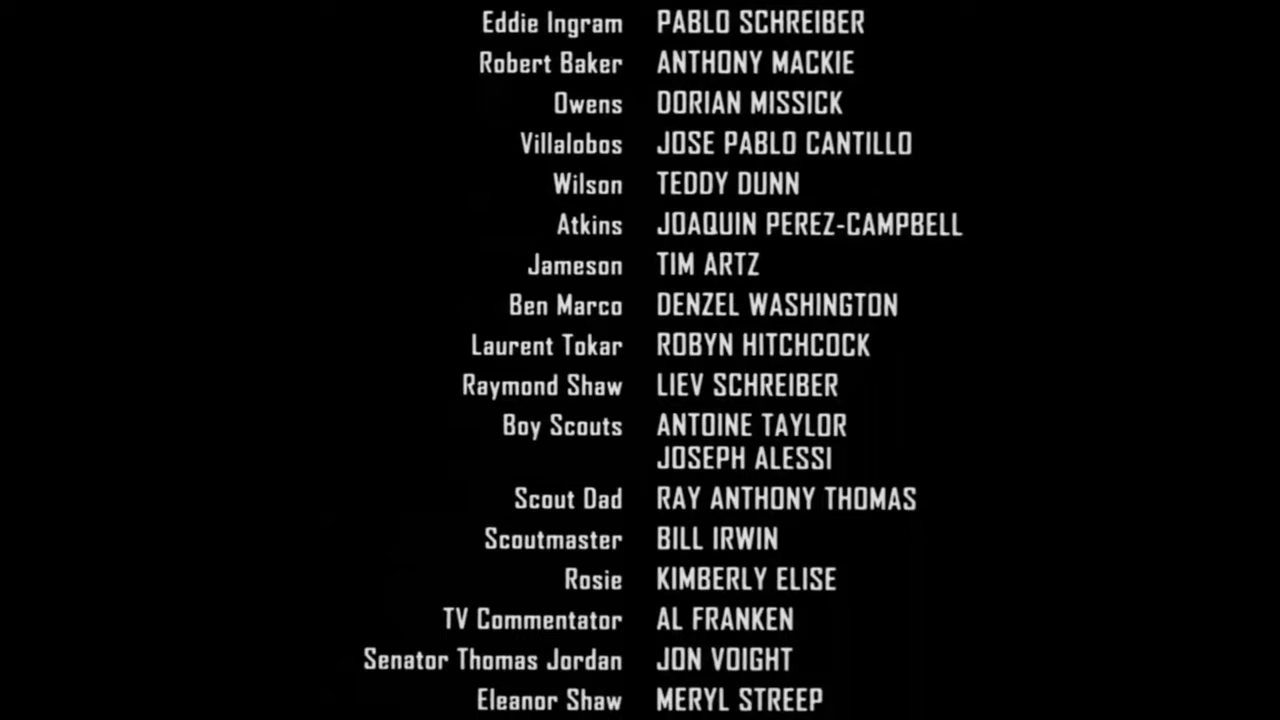 Eddie Ingram PABLO SCHREIBER
Robert Baker ANTHONY MACKIE
Owens DORIAN MISSICK
Villalobos JOSE PABLO CANTILLO
Wilson TEDDY DUNN
Atkins JOAQUIN PEREZ-CAMPBELL
Jameson TIM ARTZ
Ben Marco DENZEL WASHINGTON
Laurent Tokar ROBYN HITCHCOCK
Raymond Shaw LIEV SCHREIBER
Boy Scouts ANTOINE TAYLOR
JOSEPH ALESSI
Scout Dad RAY ANTHONY THOMAS
Scoutmaster BILL IRWIN
Rosie KIMBERLY ELISE
TV Commentator AL FRANKEN
Senator Thomas Jordan JON VOIGHT
Eleanor Shaw MERYL STREEP